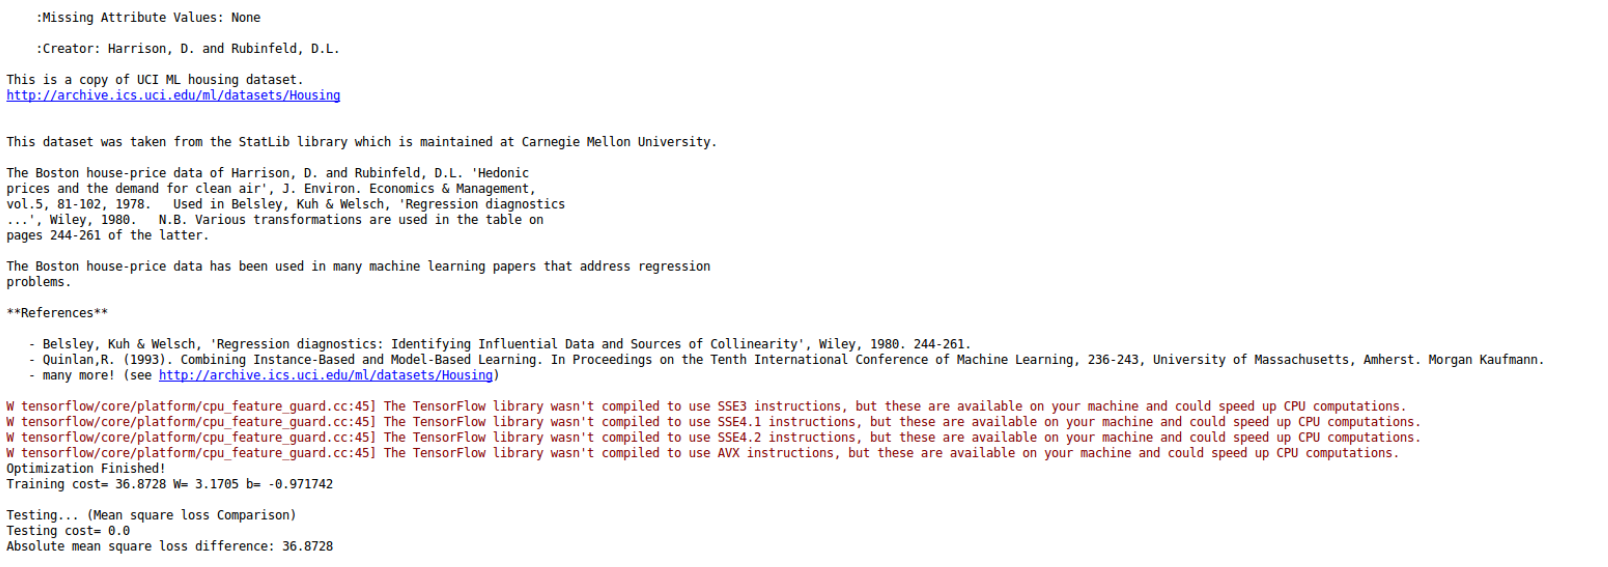 :Missing Attribute Values: None
:Creator: Harrison, D. and Rubinfeld, D.L.
This is a copy of UCI ML housing dataset.
http://archive.ics.uci.edu/ml/datasets/Housing
This dataset was taken from the StatLib library which is maintained at Carnegie Mellon University.
The Boston house-price data of Harrison, D. and Rubinfeld, D.L. 'Hedonic
prices and the demand for clean air', J. Environ. Economics & Management,
vol.5, 81-102, 1978.   Used in Belsley, Kuh & Welsch, 'Regression diagnostics
...', Wiley, 1980.   N.B. Various transformations are used in the table on
pages 244-261 of the latter.
The Boston house-price data has been used in many machine learning papers that address regression
problems.
**References**
- Belsley, Kuh & Welsch, 'Regression diagnostics: Identifying Influential Data and Sources of Collinearity', Wiley, 1980. 244-261.
- Quinlan,R. (1993). Combining Instance-Based and Model-Based Learning. In Proceedings on the Tenth International Conference of Machine Learning, 236-243, University of Massachusetts, Amherst. Morgan Kaufmann.
- many more! (see http://archive.ics.uci.edu/ml/datasets/Housing)
W tensorflow/core/platform/cpu_feature_guard.cc:45] The TensorFlow library wasn't compiled to use SSE3 instructions, but these are available on your machine and could speed up CPU computations.
W tensorflow/core/platform/cpu_feature_guard.cc:45] The TensorFlow library wasn't compiled to use SSE4.1 instructions, but these are available on your machine and could speed up CPU computations.
W tensorflow/core/platform/cpu_feature_guard.cc:45] The TensorFlow library wasn't compiled to use SSE4.2 instructions, but these are available on your machine and could speed up CPU computations.
W tensorflow/core/platform/cpu_feature_guard.cc:45] The TensorFlow library wasn't compiled to use AVX instructions, but these are available on your machine and could speed up CPU computations.
Optimization Finished!
Training cost= 36.8728 W= 3.1705 b= -0.971742
Testing... (Mean square loss Comparison)
Testing cost= 0.0
Absolute mean square loss difference: 36.8728